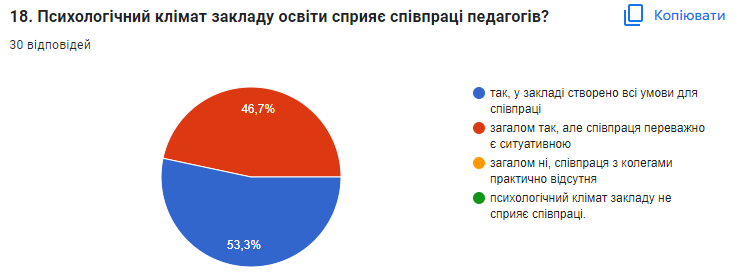 18. Психологічний клімат закладу освіти сприяє співпраці педагогів?
Копіювати
30 відповідей
46,7%
53,3%
так, у закладі створено всі умови для
співпраці
загалом так, але співпраця переважно
є ситуативною
загалом ні, співпраця з колегами
практично відсутня
психологічний клімат закладу не
сприяє співпраці.